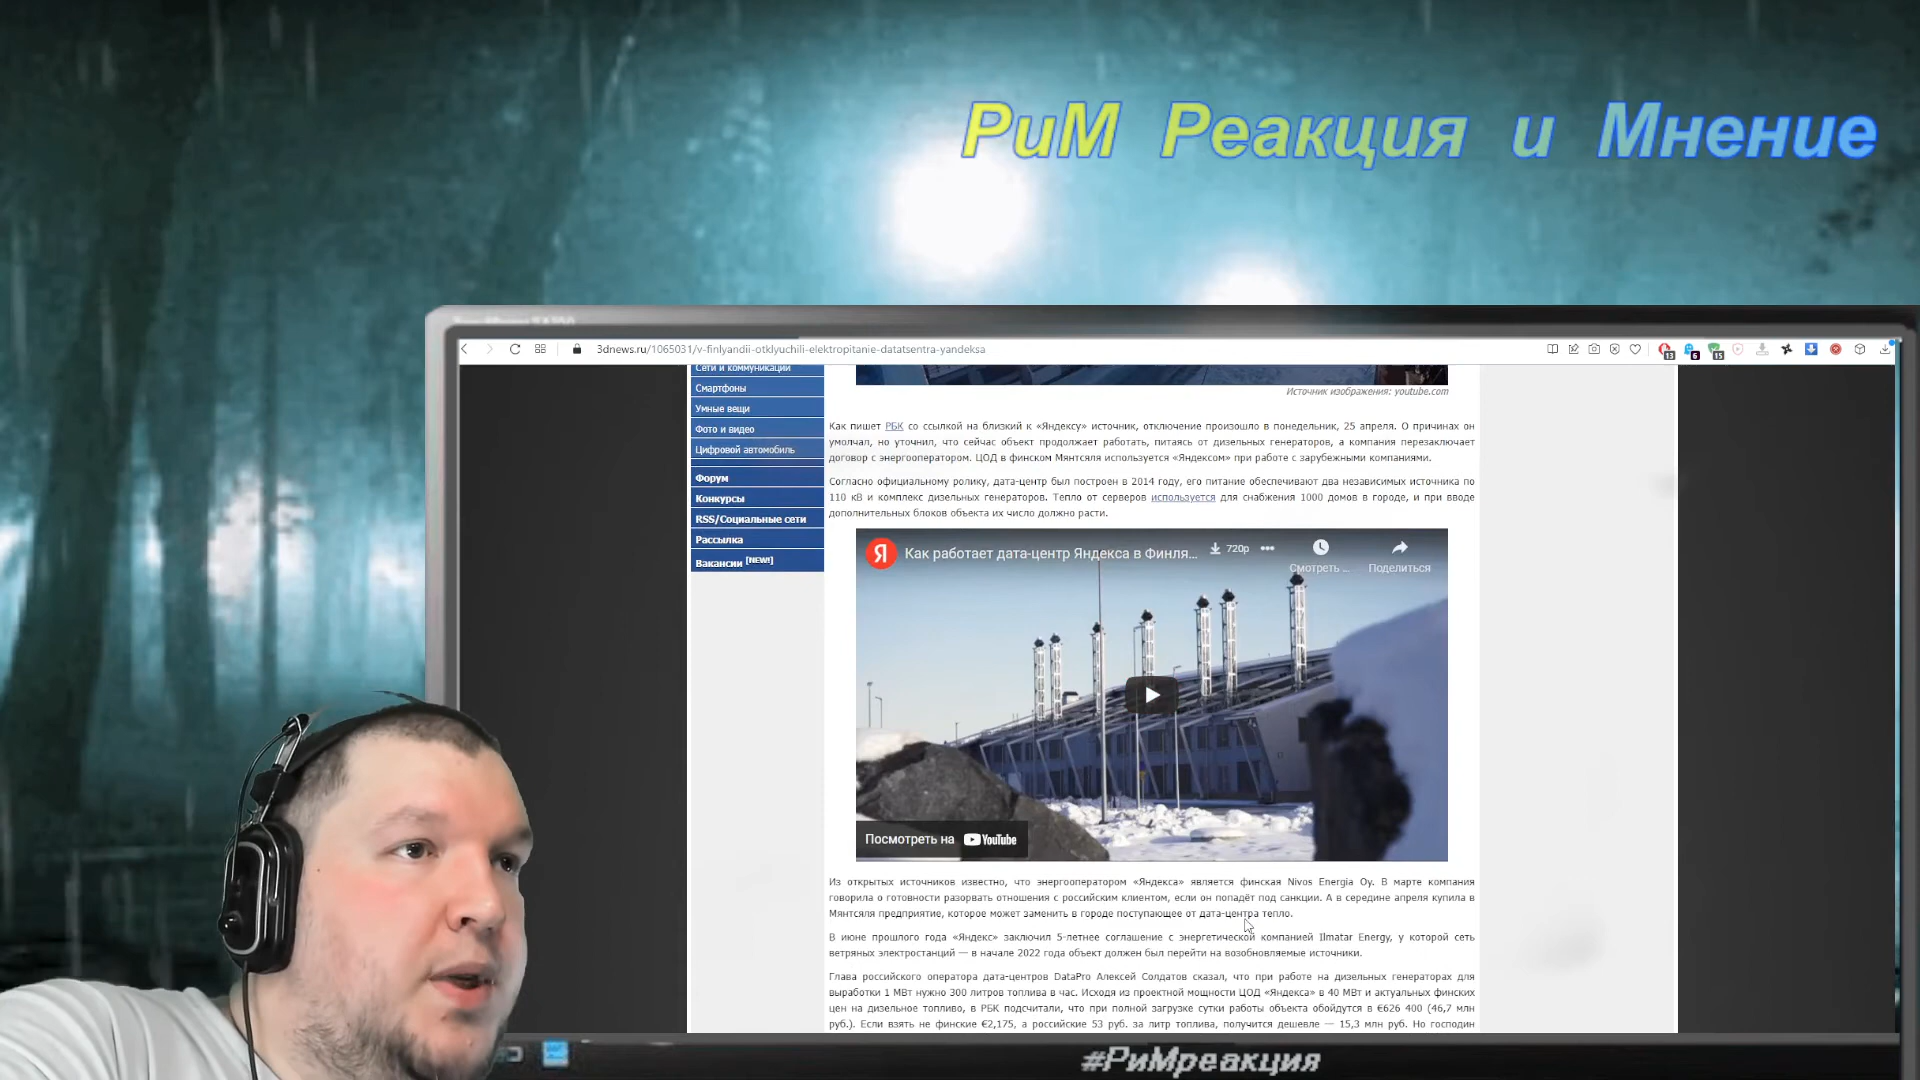 РиМ Реакция и Мнение
3dnews.ru/1065031/v-finlyandii-otklyuchili-elektropitanie-datatsentra-yandeksa
13
6
15
Сети и коммуникации
Смартфоны
Умные вещи
Фото и видео
Цифровой автомобиль
Форум
Конкурсы
RSS/Социальные сети
Рассылка
Вакансии [NEW!]
Источник изображения: youtube.com
Как пишет РБК со ссылкой на близкий к «Яндексу» источник, отключение произошло в понедельник, 25 апреля. О причинах он
умолчал, но уточнил, что сейчас объект продолжает работать, питаясь от дизельных генераторов, а компания перезаключает
договор с энергооператором. ЦОД в финском Мянтсяля используется «Яндексом» при работе с зарубежными компаниями.
Согласно официальному ролику, дата-центр был построен в 2014 году, его питание обеспечивают два независимых источника по
110 кВ и комплекс дизельных генераторов. Тепло от серверов используется для снабжения 1000 домов в городе, и при вводе
дополнительных блоков объекта их число должно расти.
Я Как работает дата-центр Яндекса в Финля...
720p
Смотреть ...
Поделиться
Посмотреть на YouTube
Из открытых источников известно, что энергооператором «Яндекса» является финская Nivos Energia Oy. В марте компания
говорила о готовности разорвать отношения с российским клиентом, если он попадёт под санкции. А в середине апреля купила в
Мянтсяля предприятие, которое может заменить в городе поступающее от дата-центра тепло.
В июне прошлого года «Яндекс» заключил 5-летнее соглашение с энергетической компанией Ilmatar Energy, у которой сеть
ветряных электростанций — в начале 2022 года объект должен был перейти на возобновляемые источники.
Глава российского оператора дата-центров DataPro Алексей Солдатов сказал, что при работе на дизельных генераторах для
выработки 1 МВт нужно 300 литров топлива в час. Исходя из проектной мощности ЦОД «Яндекса» в 40 МВт и актуальных финских
цен на дизельное топливо, в РБК подсчитали, что при полной загрузке сутки работы объекта обойдутся в €626 400 (46,7 млн
руб.). Если взять не финские €2,175, а российские 53 руб. за литр топлива, получится дешевле — 15,3 млн руб. Но господин
#РиМреакция